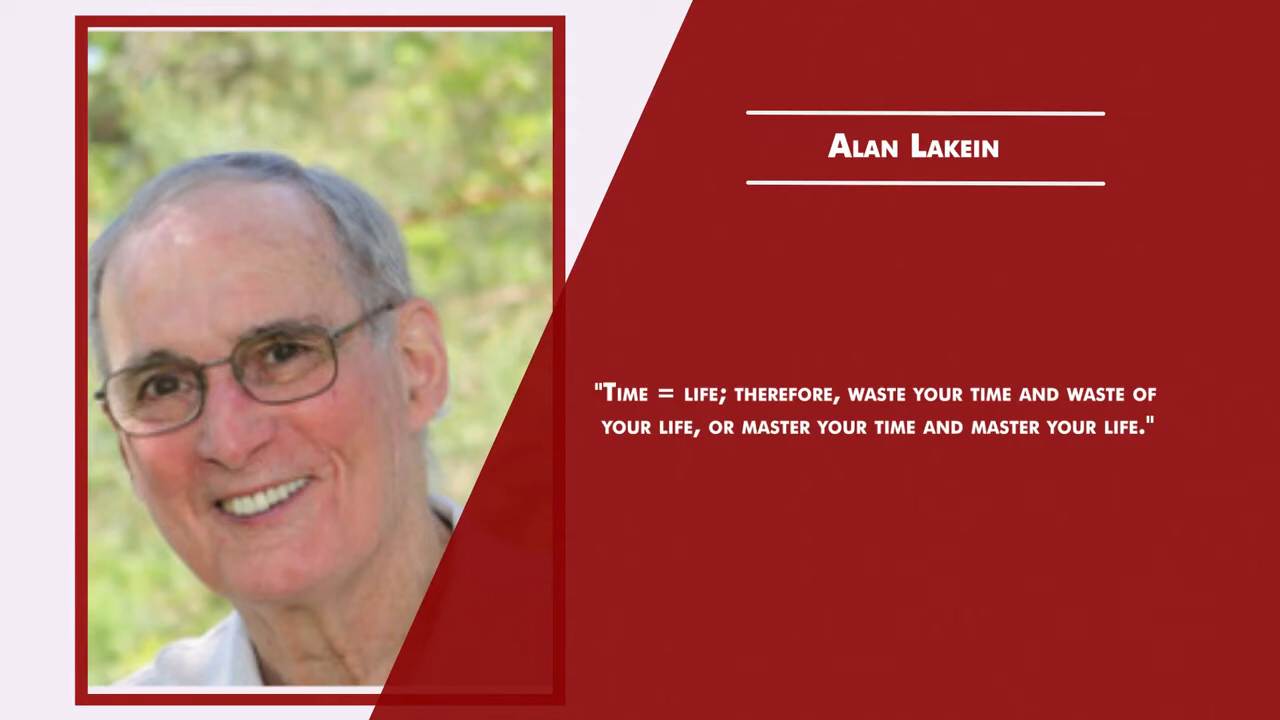 Alan Lakein
"Time = life; therefore, waste your time and waste of
your life, or master your time and master your life."